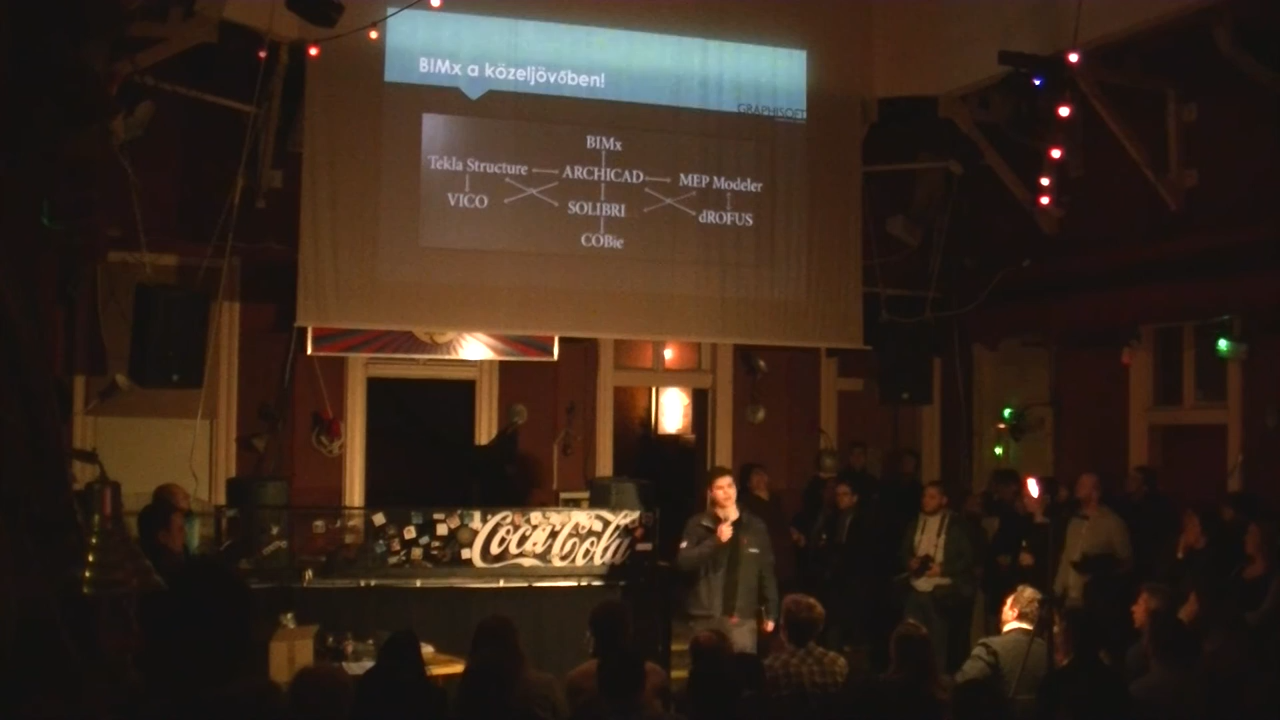 BIMx a közeljövőben!
GRAPHISOFT
BIMx
Tekla Structure ARCHICAD MEP Modeler
VICO SOLIBRI dROFUS
COBie
Coca Cola